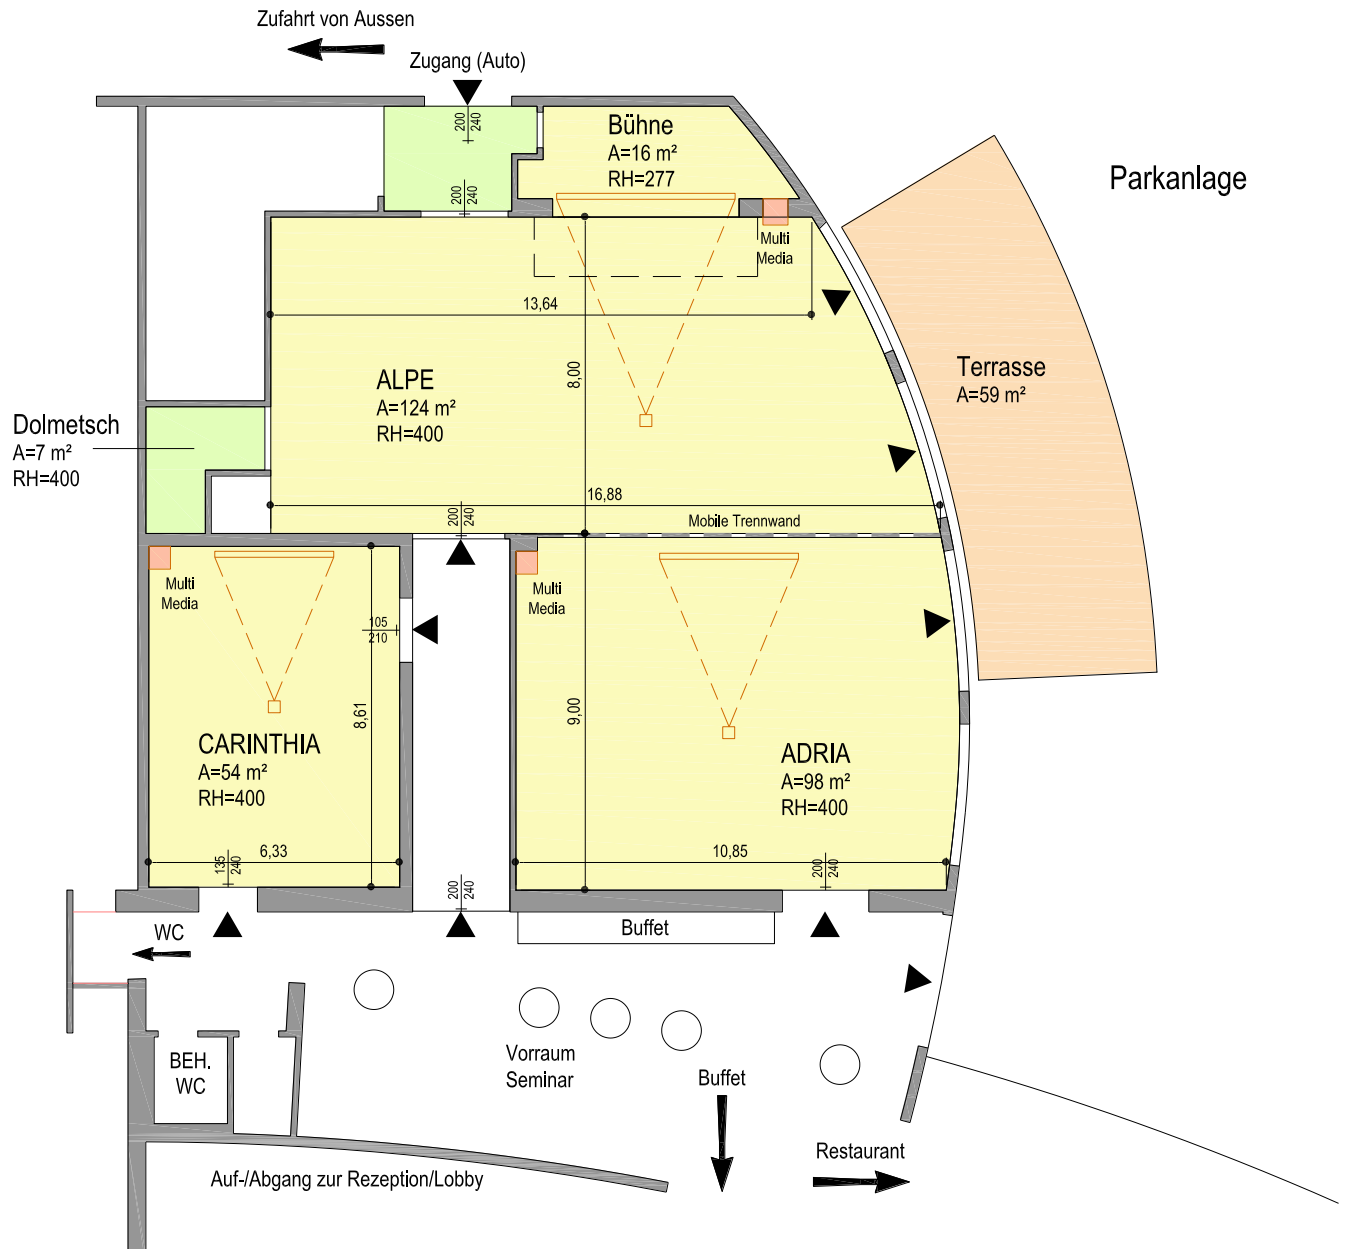 Zufahrt von Aussen
Zugang (Auto)
200
240
Bühne
A=16 m²
RH=277
Parkanlage
200
240
Multi
Media
13,64
8,00
ALPE
A=124 m²
RH=400
Terrasse
A=59 m²
Dolmetsch
A=7 m²
RH=400
16,88
200
240
Mobile Trennwand
Multi
Media
Multi
Media
105
210
8,61
9,00
CARINTHIA
A=54 m²
RH=400
ADRIA
A=98 m²
RH=400
6,33
135
240
10,85
200
240
200
240
WC
Buffet
BEH.
WC
Vorraum
Seminar
Buffet
Restaurant
Auf-/Abgang zur Rezeption/Lobby